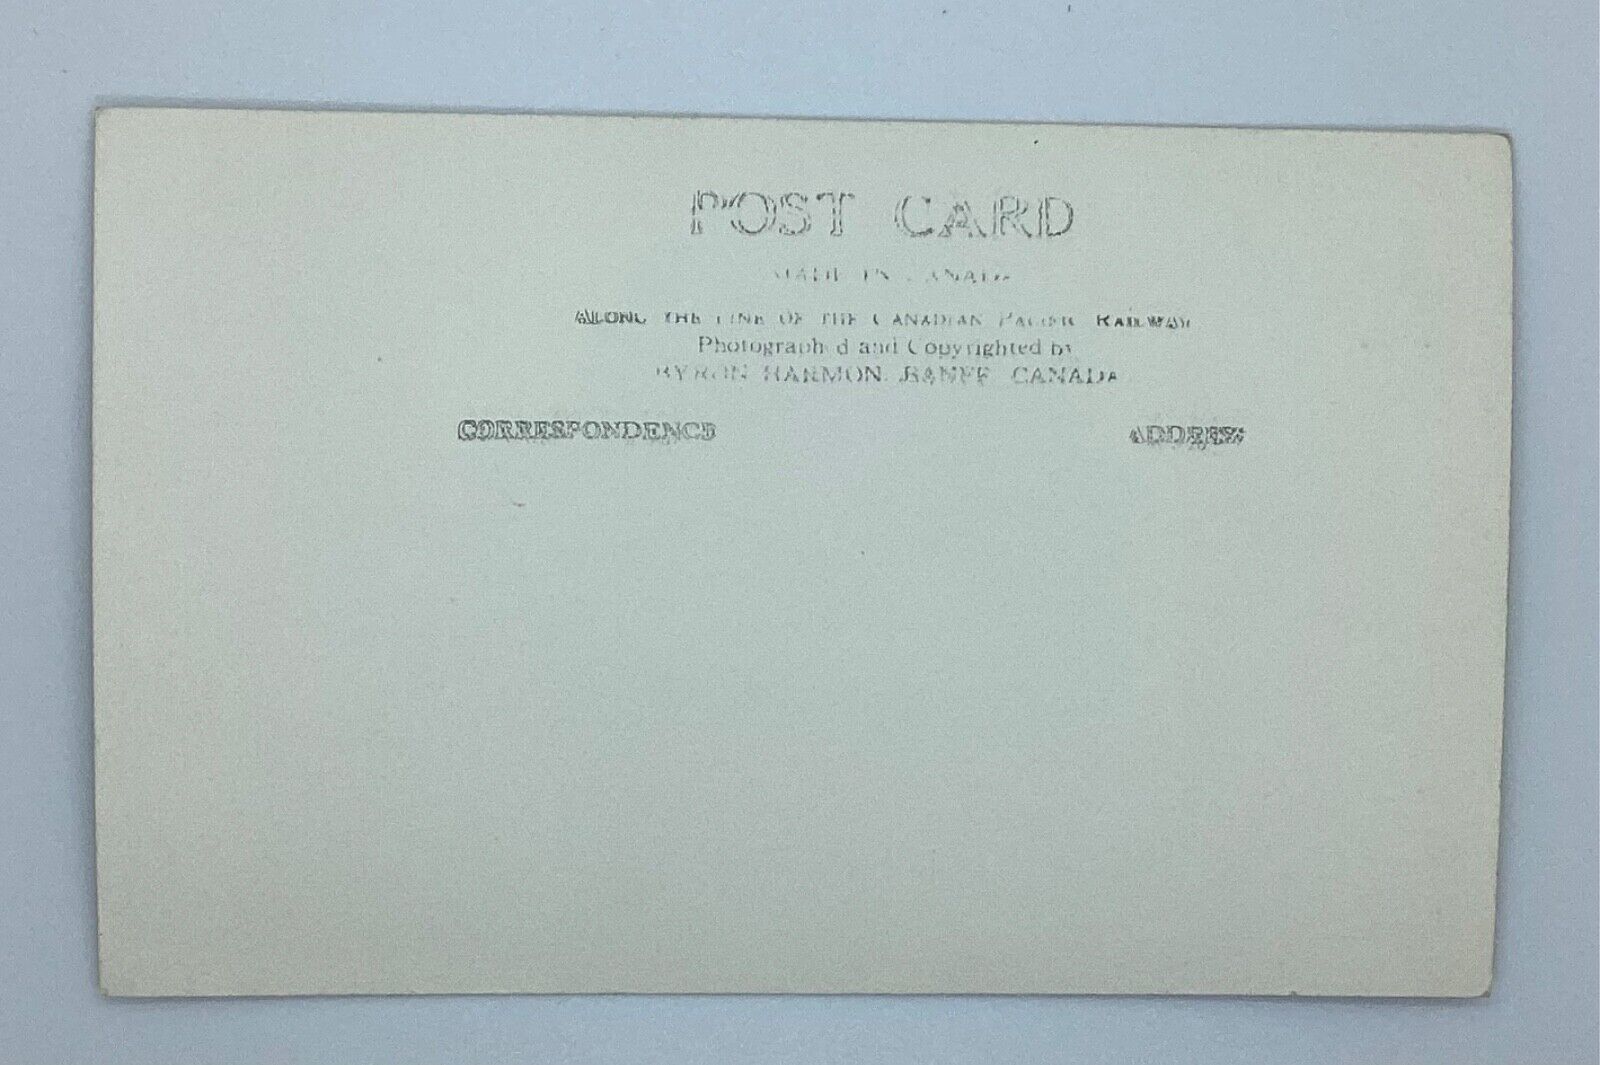 POST CARD
MADE IN CANADA
ALONG THE LINE OF THE CANADIAN PACIFIC RAILWAY
Photographed and Copyrighted by
BYRON HARMON, BANFF, CANADA
CORRESPONDENCE ADDRESS